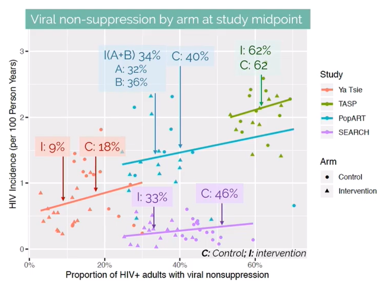 Viral non-suppression by arm at study midpoint
HIV Incidence (per 100 Person Years)
3
2
1
0
I(A+B) 34%
A: 32%
B: 36%
C: 40%
I: 62%
C: 62
I: 9%
C: 18%
I: 33%
C: 46%
C: Control; I; intervention
0%
20%
40%
60%
Proportion of HIV+ adults with viral nonsuppression
Study
Ya Tsie
TASP
PopART
SEARCH
Arm
Control
Intervention